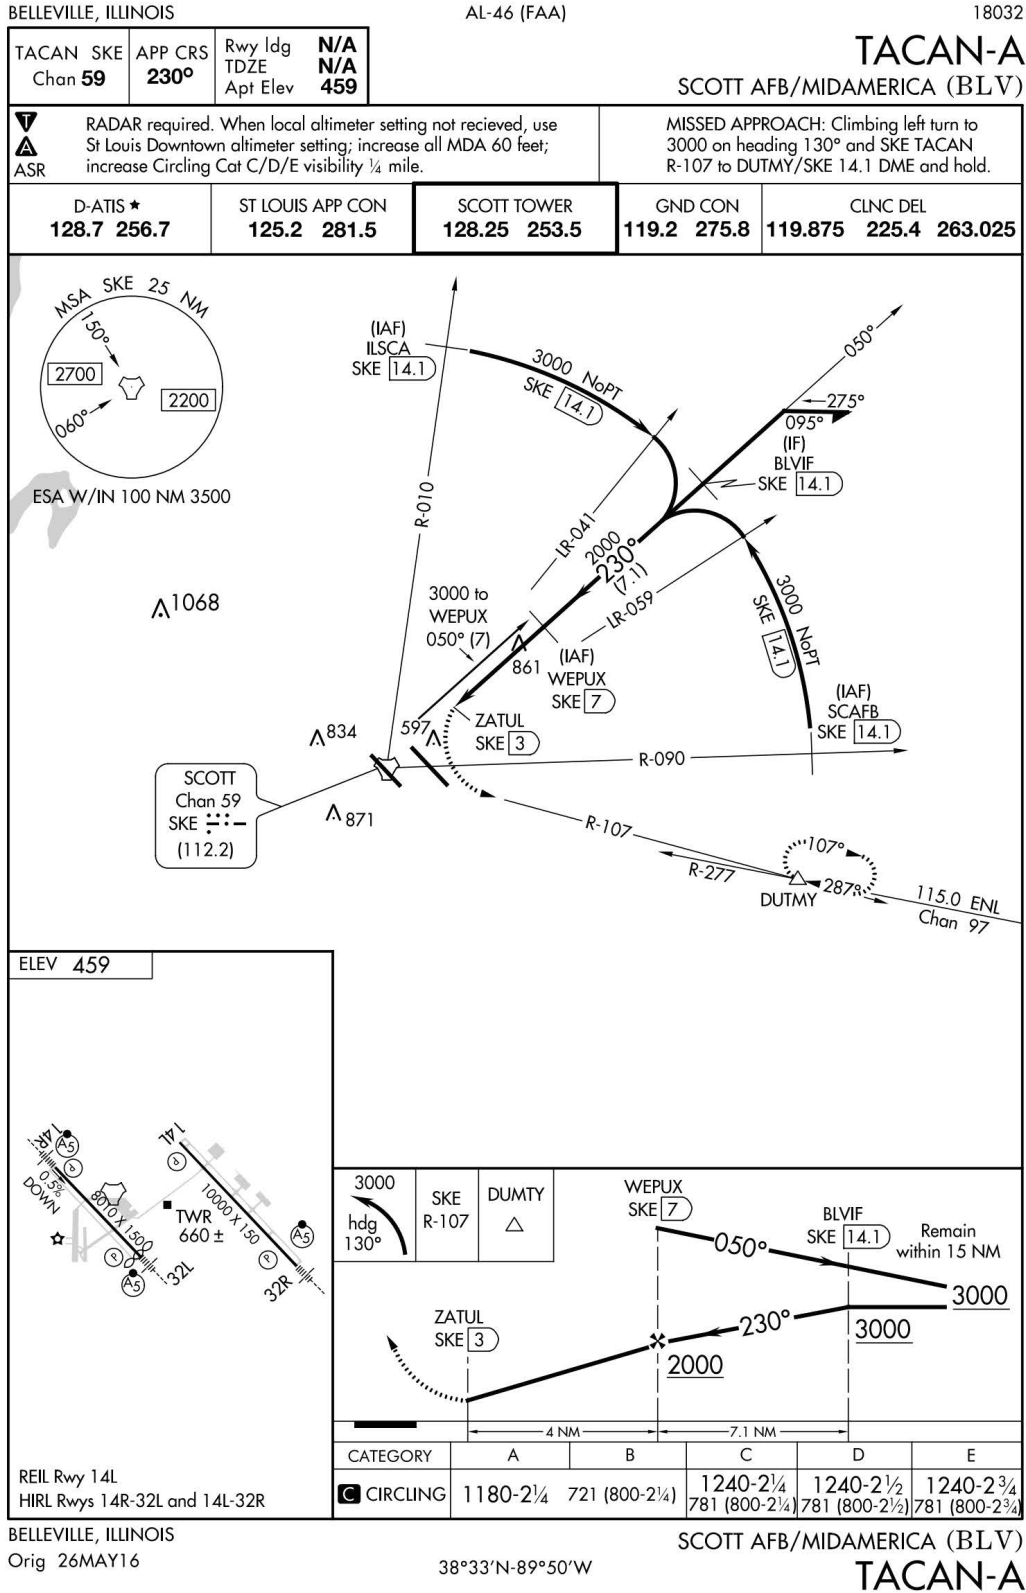 BELLEVILLE, ILLINOIS
AL-46 (FAA)
18032
TACAN SKE
Chan 59
APP CRS
230°
Rwy ldg N/A
TDZE N/A
Apt Elev 459
TACAN-A
SCOTT AFB/MIDAMERICA (BLV)
T
A
ASR
RADAR required. When local altimeter setting not recieved, use
St Louis Downtown altimeter setting; increase all MDA 60 feet;
increase Circling Cat C/D/E visibility ¼ mile.
MISSED APPROACH: Climbing left turn to
3000 on heading 130° and SKE TACAN
R-107 to DUTMY/SKE 14.1 DME and hold.
D-ATIS ★
128.7 256.7
ST LOUIS APP CON
125.2 281.5
SCOTT TOWER
128.25 253.5
GND CON
119.2 275.8
CLNC DEL
119.875 225.4 263.025
MSA SKE 25 NM
150°
2700
2200
060°
ESA W/IN 100 NM 3500
(IAF)
ILSCA
SKE 14.1
3000 NoPT
SKE 14.1
050°
275°
095°
(IF)
BLVIF
SKE 14.1
R-010
LR-041
2000
230°
(7.1)
LR-059
3000 NoPT
SKE 14.1
1068
3000 to
WEPUX
050° (7)
861
(IAF)
WEPUX
SKE 7
(IAF)
SCAFB
SKE 14.1
834
597
ZATUL
SKE 3
R-090
SCOTT
Chan 59
SKE
(112.2)
871
R-107
R-277
107°
287°
DUTMY
115.0 ENL
Chan 97
ELEV 459
14R
A5
P
0.5%
DOWN
8010 X 150
14L
P
10000 X 150
TWR
660 ±
A5
P
P
A5
32L
32R
REIL Rwy 14L
HIRL Rwys 14R-32L and 14L-32R
3000
hdg
130°
SKE
R-107
DUMTY
WEPUX
SKE 7
BLVIF
SKE 14.1
Remain
within 15 NM
050°
3000
ZATUL
SKE 3
230°
3000
2000
4 NM
7.1 NM
CATEGORY A B C D E
C CIRCLING
1180-2¼ 721 (800-2¼)
1240-2¼
781 (800-2¼)
1240-2½
781 (800-2½)
1240-2¾
781 (800-2¾)
BELLEVILLE, ILLINOIS
Orig 26MAY16
38°33'N-89°50'W
SCOTT AFB/MIDAMERICA (BLV)
TACAN-A